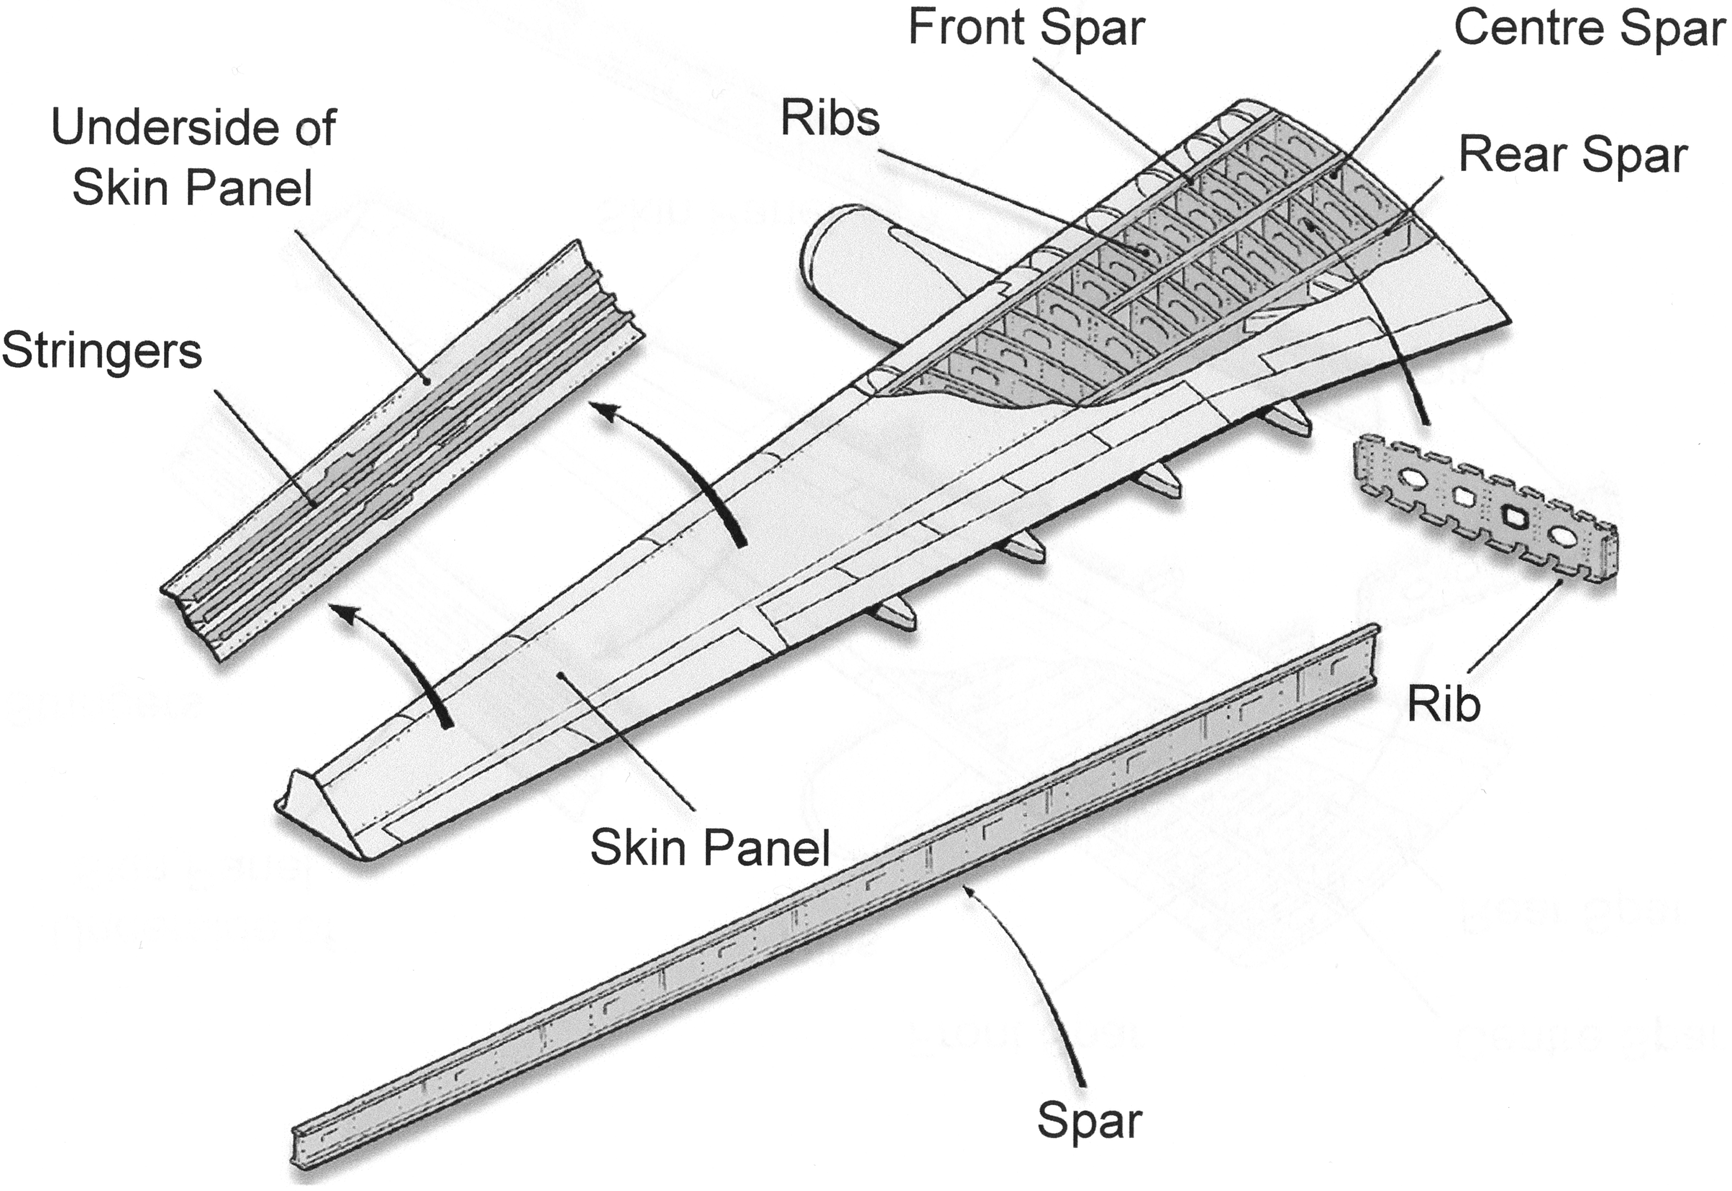 Front Spar
Centre Spar
Ribs
Underside of
Skin Panel
Rear Spar
Stringers
Rib
Skin Panel
Spar